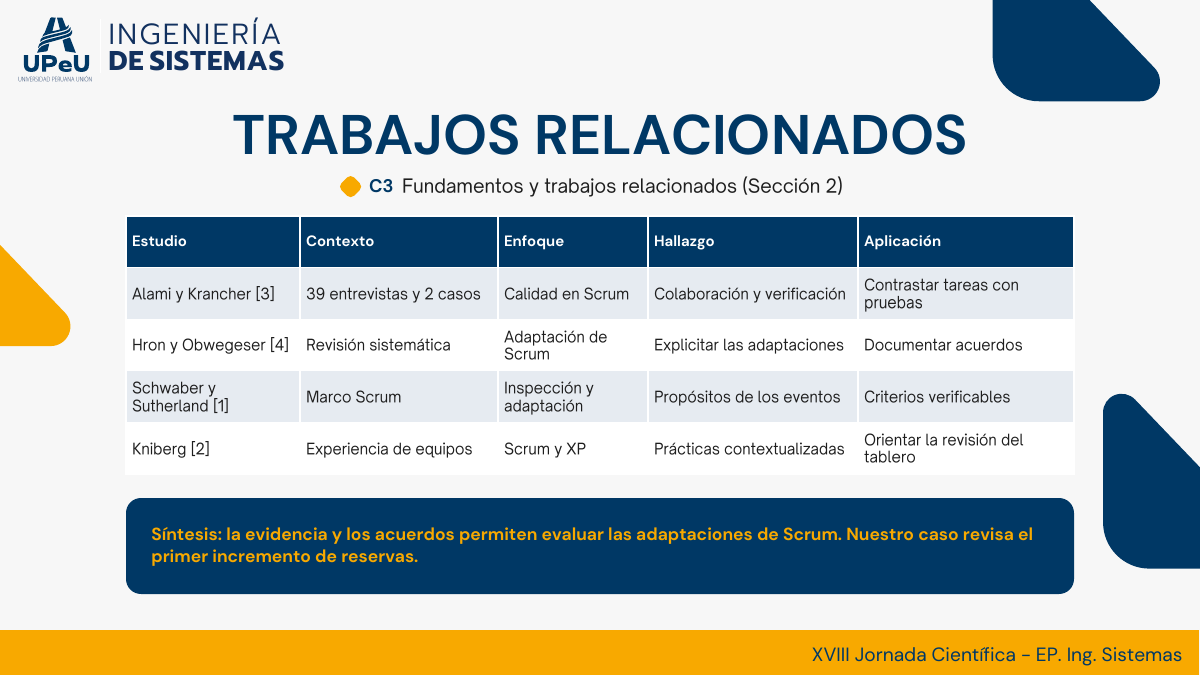 UPeU
UNIVERSIDAD PERUANA UNIÓN
INGENIERÍA
DE SISTEMAS
TRABAJOS RELACIONADOS
C3 Fundamentos y trabajos relacionados (Sección 2)
Estudio Contexto Enfoque Hallazgo Aplicación
Alami y Krancher [3] 39 entrevistas y 2 casos Calidad en Scrum Colaboración y verificación Contrastar tareas con
pruebas
Hron y Obwegeser [4] Revisión sistemática Adaptación de
Scrum Explicitar las adaptaciones Documentar acuerdos
Schwaber y
Sutherland [1] Marco Scrum Inspección y
adaptación Propósitos de los eventos Criterios verificables
Kniberg [2] Experiencia de equipos Scrum y XP Prácticas contextualizadas Orientar la revisión del
tablero
Síntesis: la evidencia y los acuerdos permiten evaluar las adaptaciones de Scrum. Nuestro caso revisa el
primer incremento de reservas.
XVIII Jornada Científica - EP. Ing. Sistemas